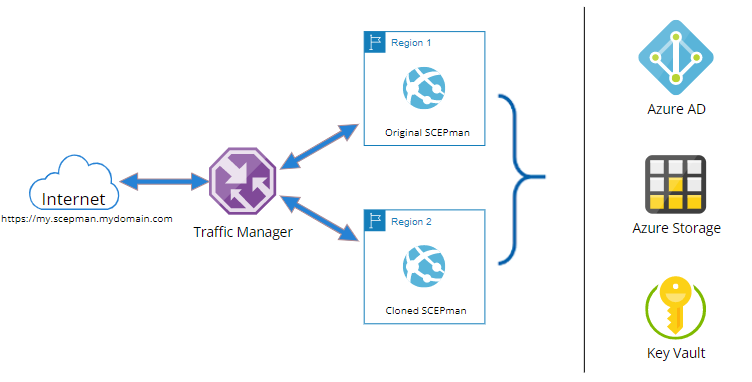 Region 1
Original SCEPman
Internet
https://my.scepman.mydomain.com
Traffic Manager
Region 2
Cloned SCEPman
Azure AD
Azure Storage
Key Vault